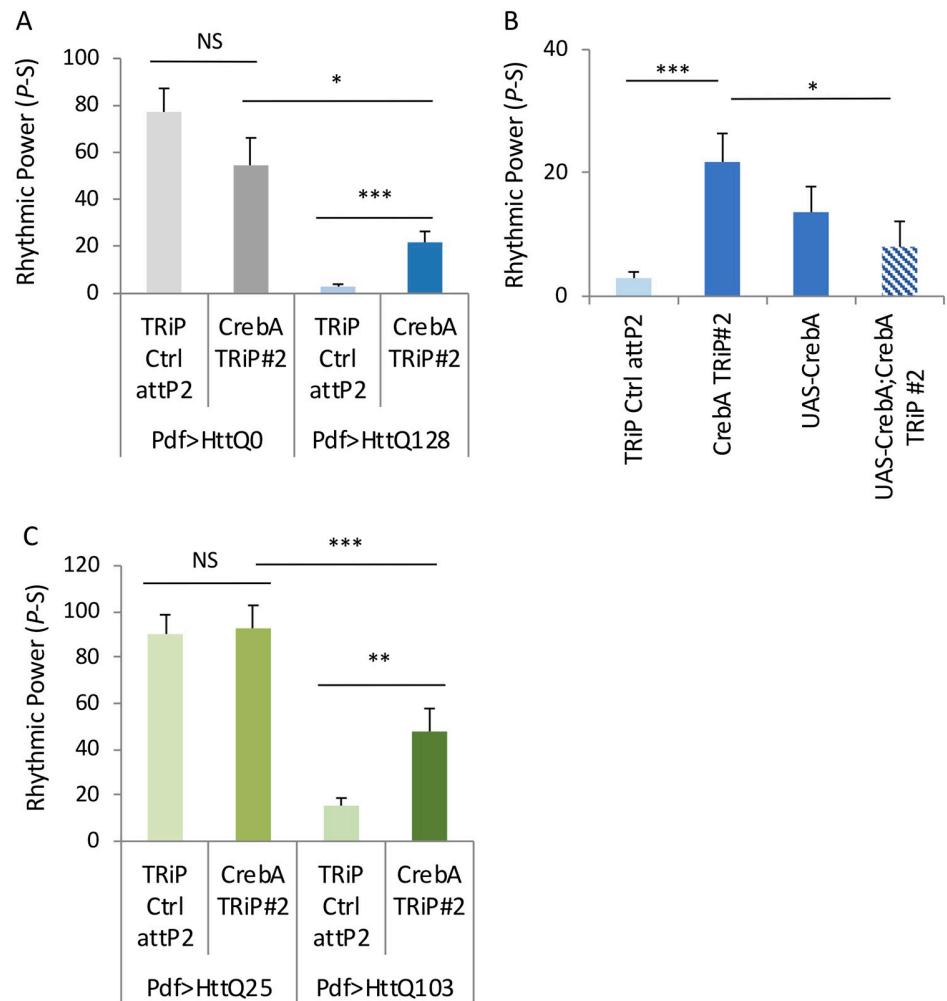 A
Rhythmic Power (P-S)
100
80
60
40
20
0
NS
*
***
TRiP Ctrl attP2
CrebA TRiP#2
TRiP Ctrl attP2
CrebA TRiP#2
Pdf>HttQ0
Pdf>HttQ128
B
Rhythmic Power (P-S)
40
20
0
***
*
TRiP Ctrl attP2
CrebA TRiP#2
UAS-CrebA
UAS-CrebA;CrebA
TRiP #2
C
Rhythmic Power (P-S)
120
100
80
60
40
20
0
NS
***
**
TRiP Ctrl attP2
CrebA TRiP#2
TRiP Ctrl attP2
CrebA TRiP#2
Pdf>HttQ25
Pdf>HttQ103